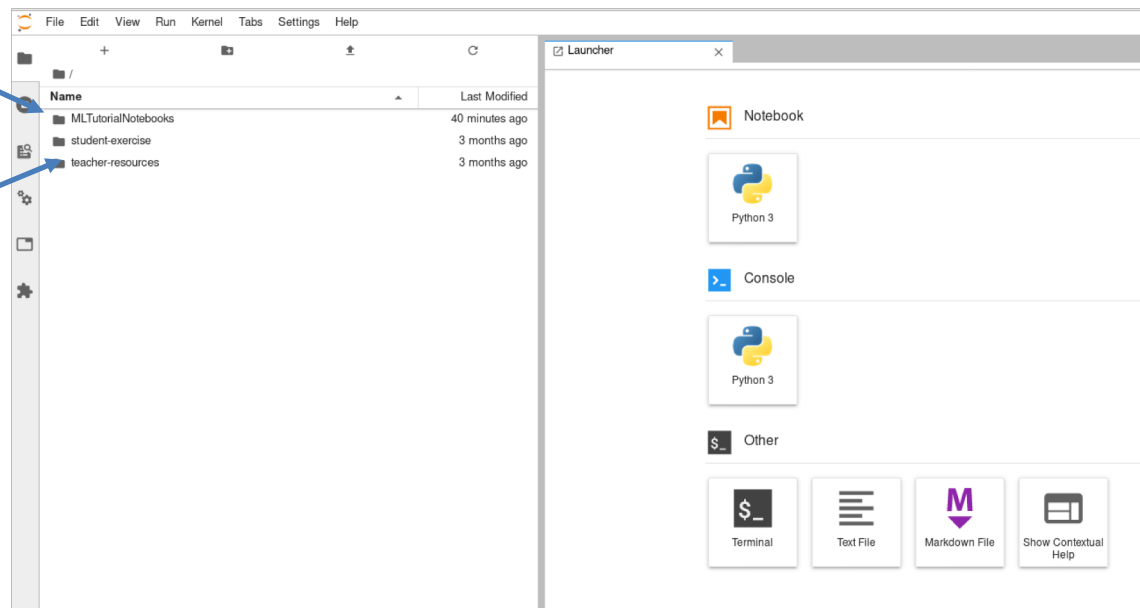 File Edit View Run Kernel Tabs Settings Help
Launcher
/
Name Last Modified
MLTutorialNotebooks 40 minutes ago
student-exercise 3 months ago
teacher-resources 3 months ago
Notebook
Python 3
Console
Python 3
$_ Other
$_
M
Terminal Text File Markdown File Show Contextual
Help